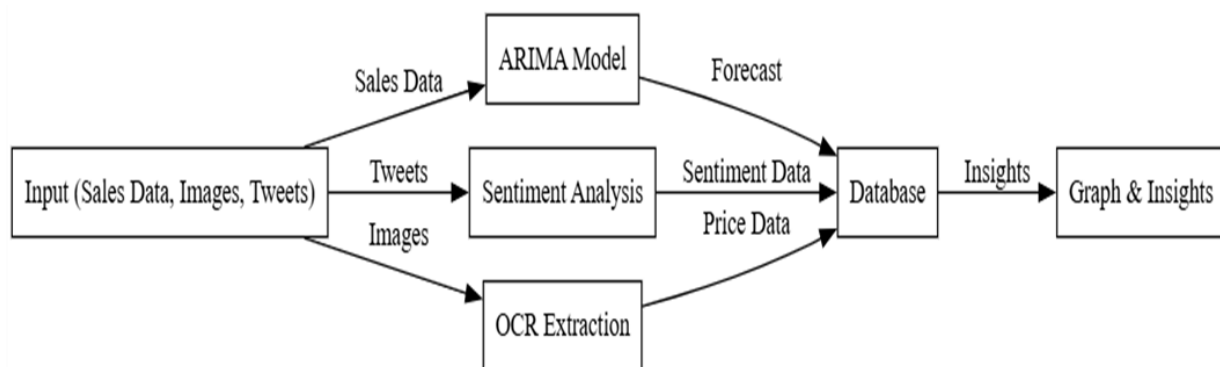 ARIMA Model
Sales Data
Forecast
Input (Sales Data, Images, Tweets)
Tweets
Sentiment Analysis
Sentiment Data
Database
Insights
Graph & Insights
Images
Price Data
OCR Extraction